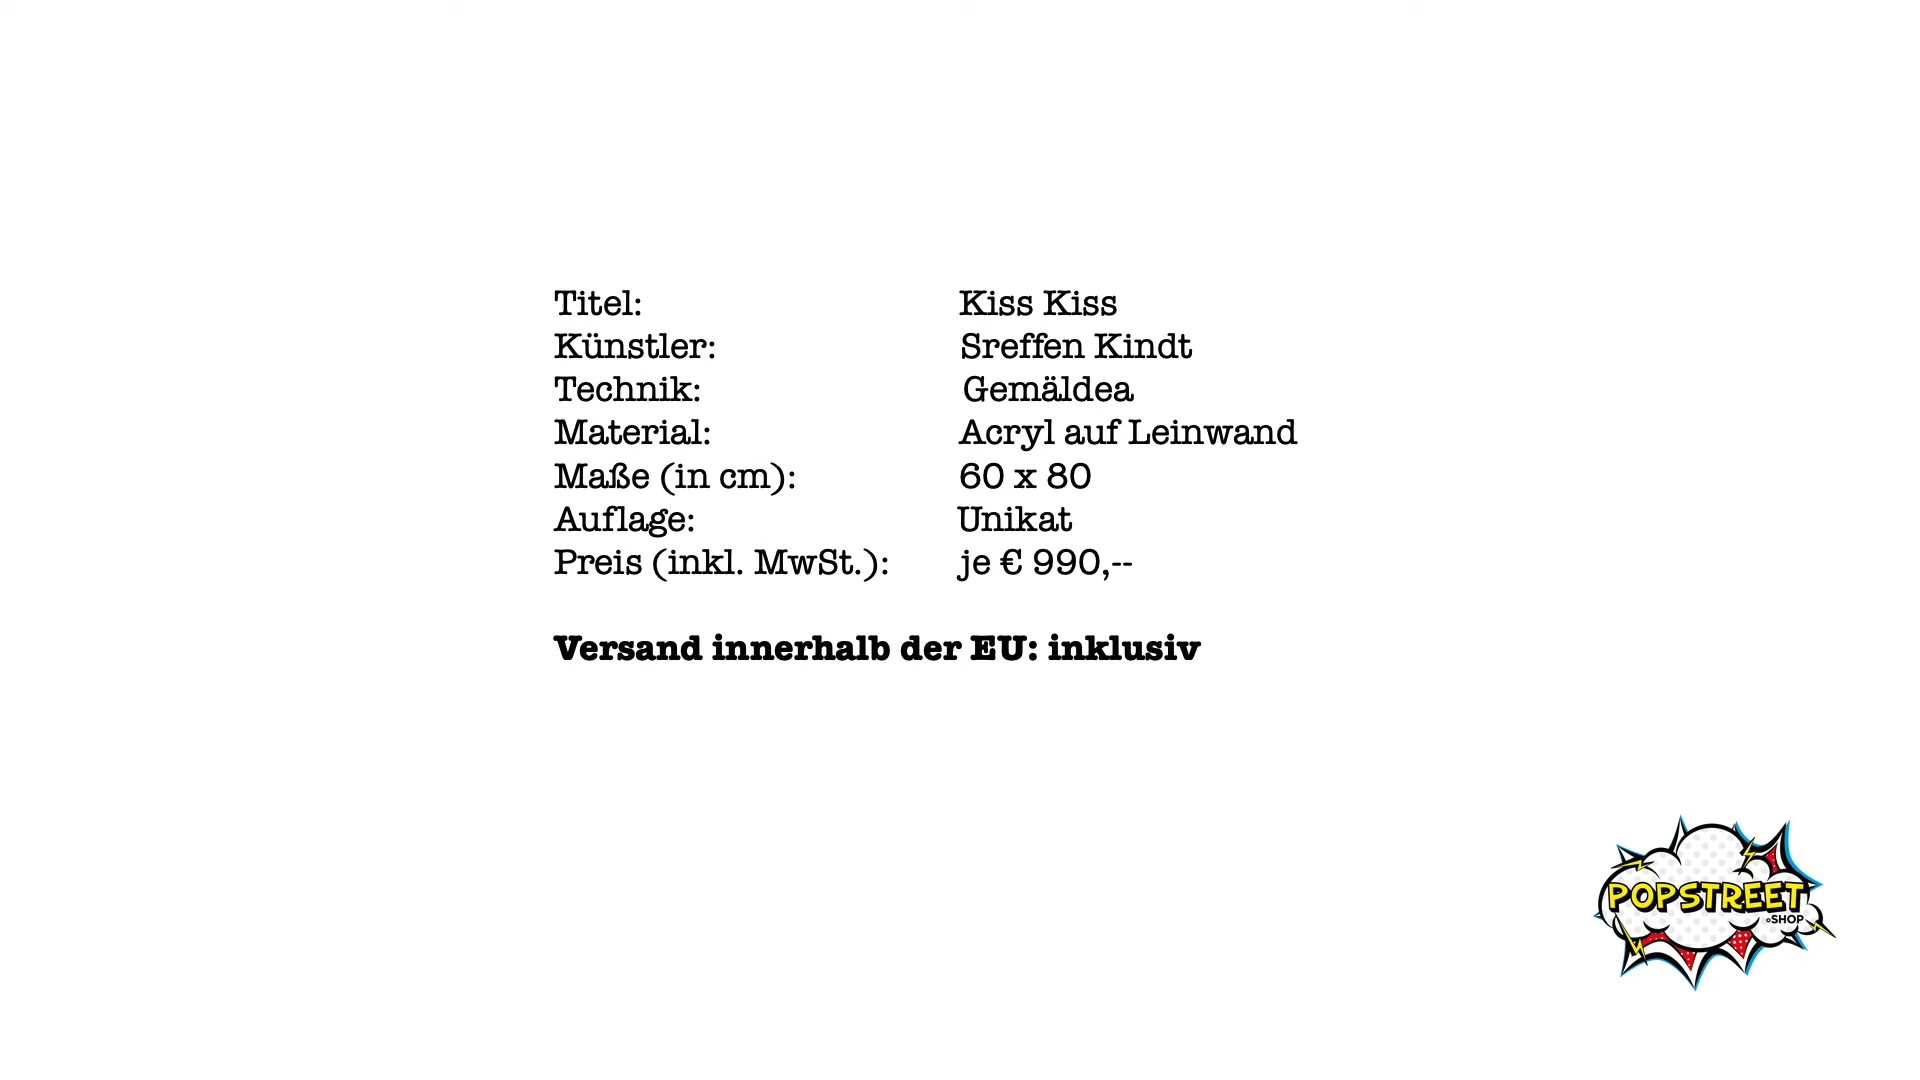 Titel: Kiss Kiss
Künstler: Sreffen Kindt
Technik: Gemäldea
Material: Acryl auf Leinwand
Maße (in cm): 60 x 80
Auflage: Unikat
Preis (inkl. MwSt.): je € 990,--
Versand innerhalb der EU: inklusiv
POPSTREET
.SHOP